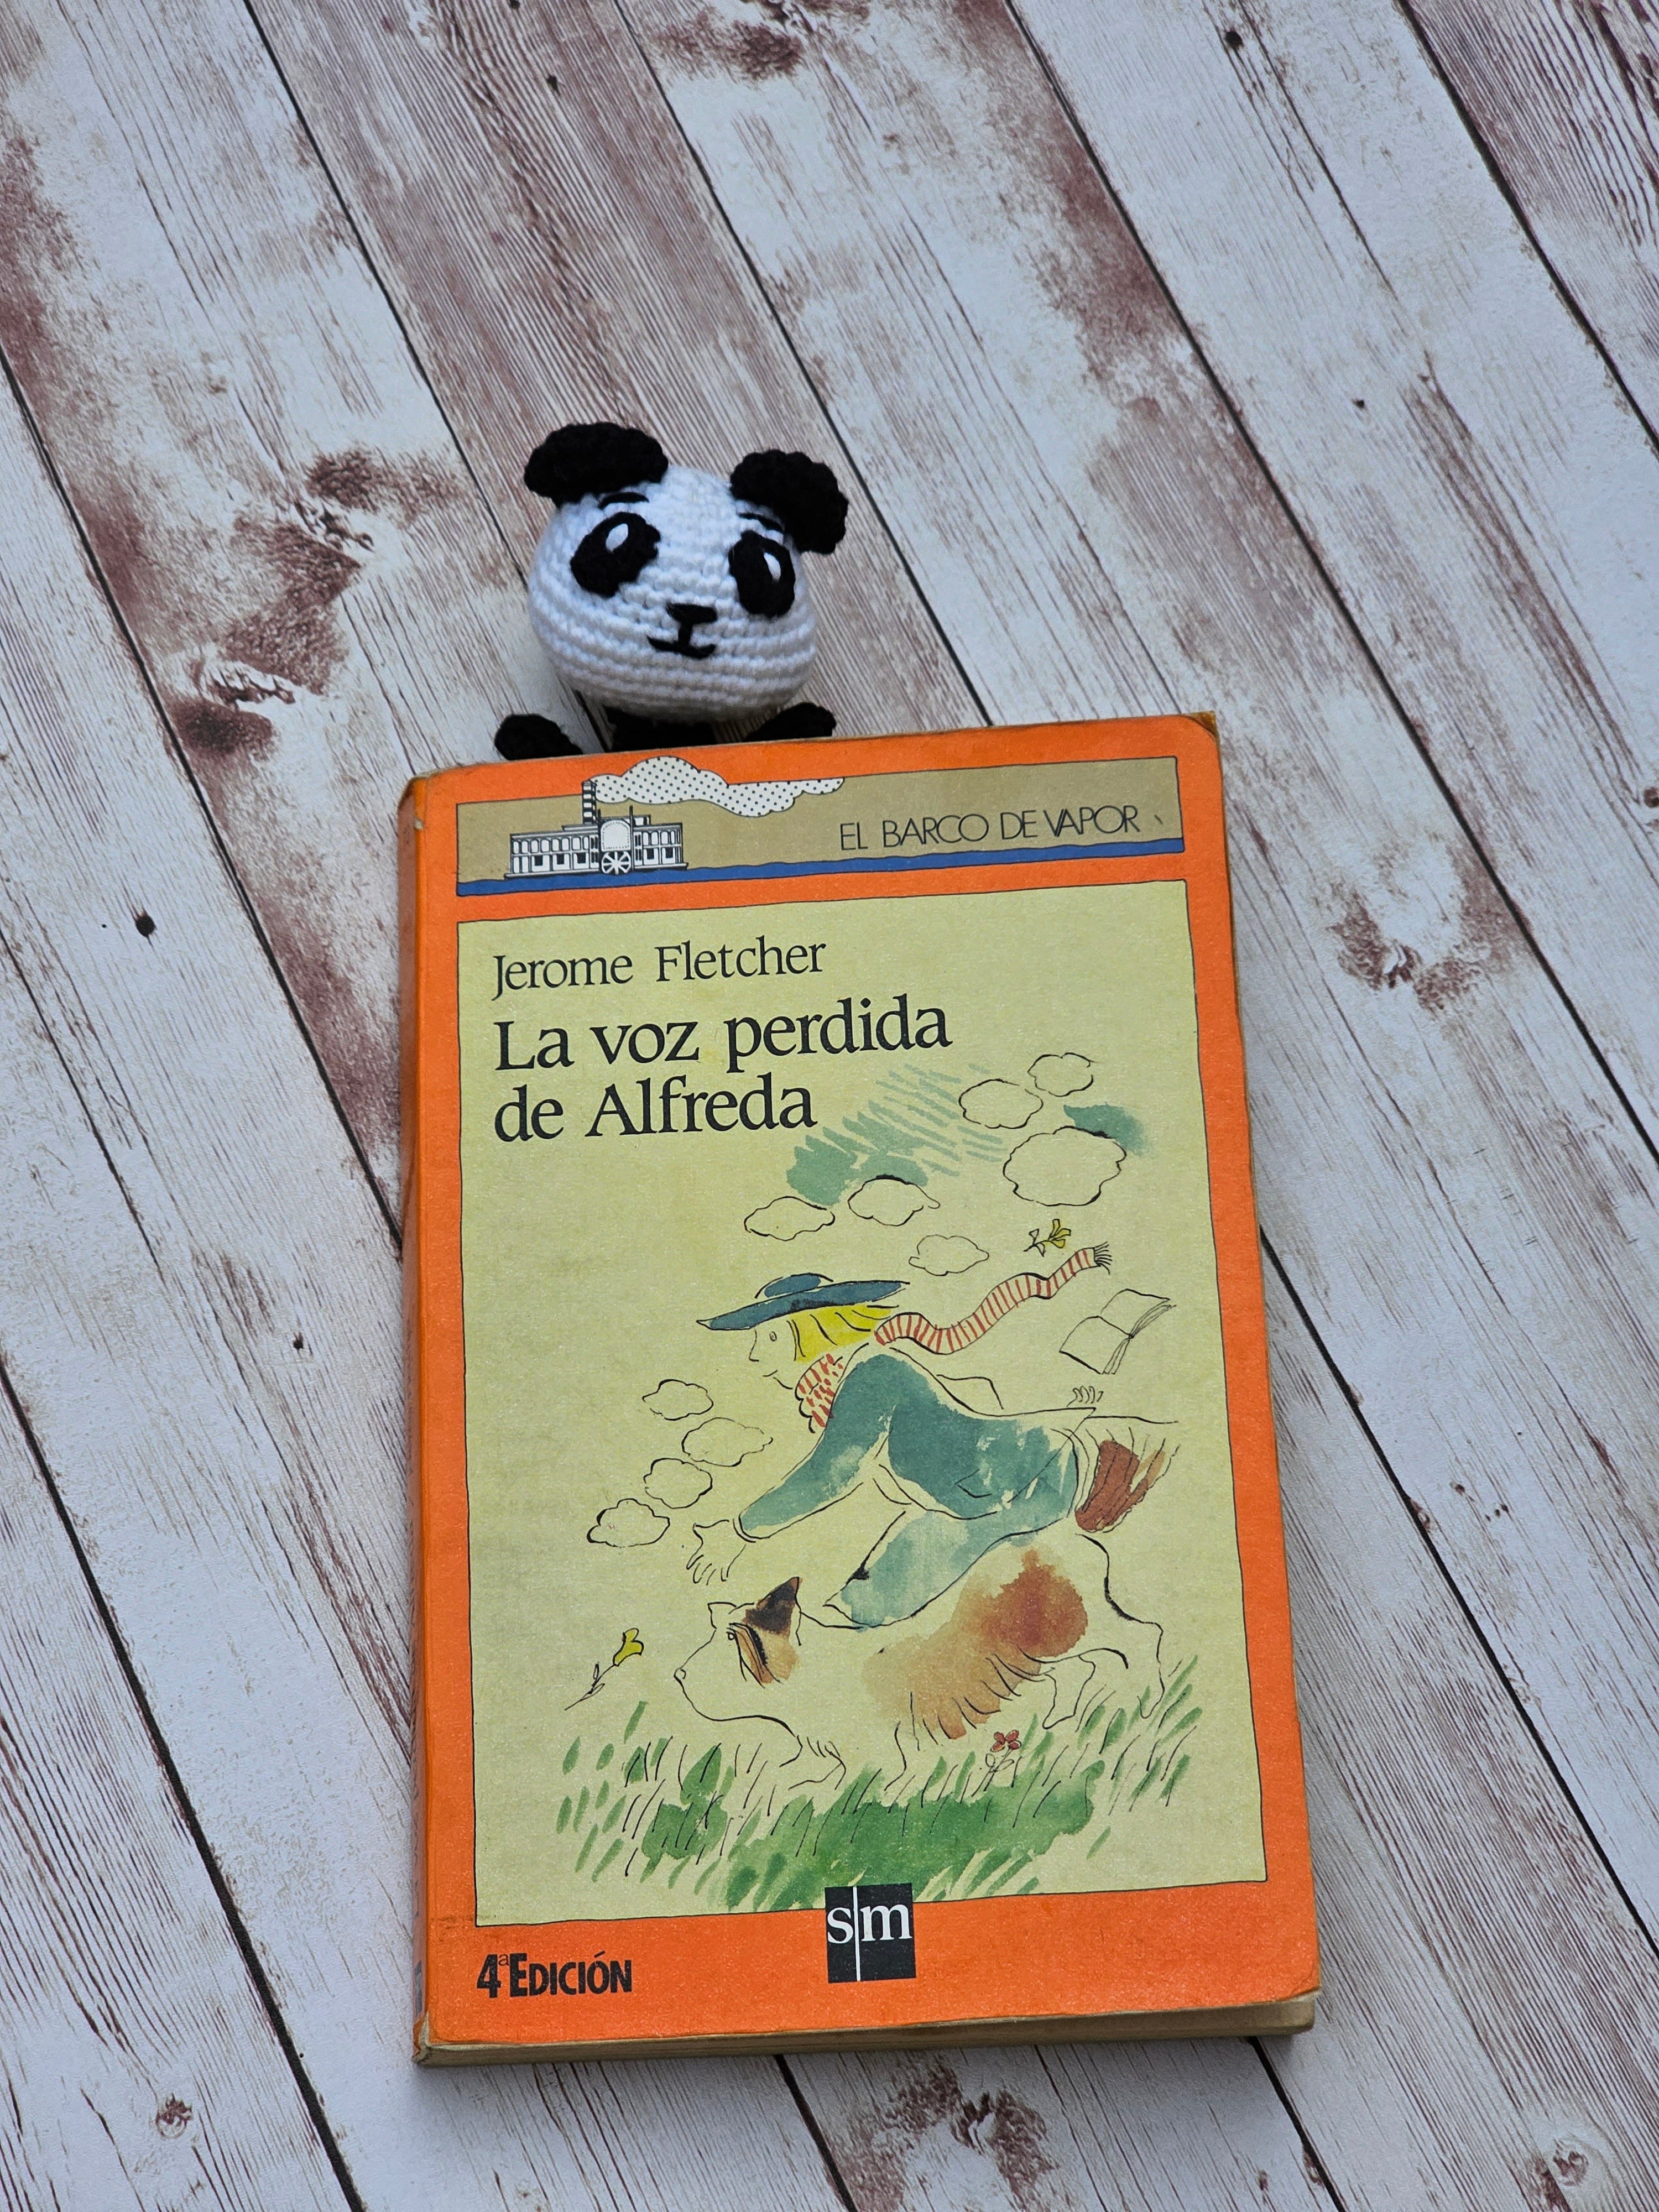 EL BARCO DE VAPOR
Jerome Fletcher
La voz perdida
de Alfreda
4ª EDICIÓN
sm